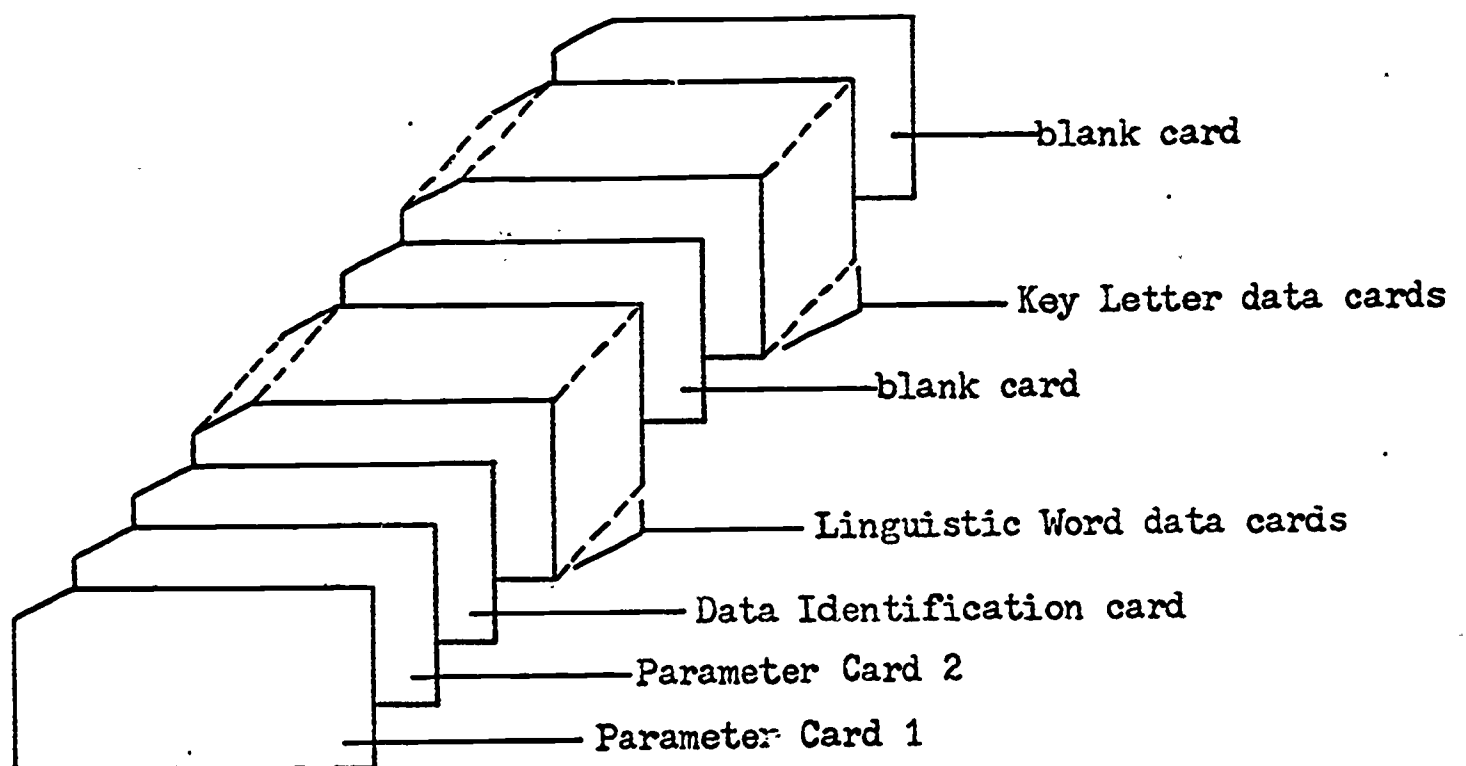 blank card
Key Letter data cards
blank card
Linguistic Word data cards
Data Identification card
Parameter Card 2
Parameter Card 1